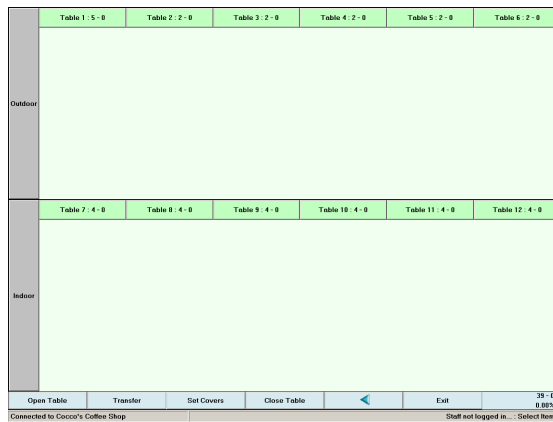 Table 1 : 5 - 0
Table 2 : 2 - 0
Table 3 : 2 - 0
Table 4 : 2 - 0
Table 5 : 2 - 0
Table 6 : 2 - 0
Outdoor
Table 7 : 4 - 0
Table 8 : 4 - 0
Table 9 : 4 - 0
Table 10 : 4 - 0
Table 11 : 4 - 0
Table 12 : 4 - 0
Indoor
Open Table
Transfer
Set Covers
Close Table
Exit
39 - 0
0.00%
Connected to Cocco's Coffee Shop
Staff not logged in... : Select Item